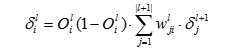 δ_i^l = O_i^l(1-O_i^l)·∑_{j=1}^{|l+1|} w_{ji}^l · δ_j^{l+1}